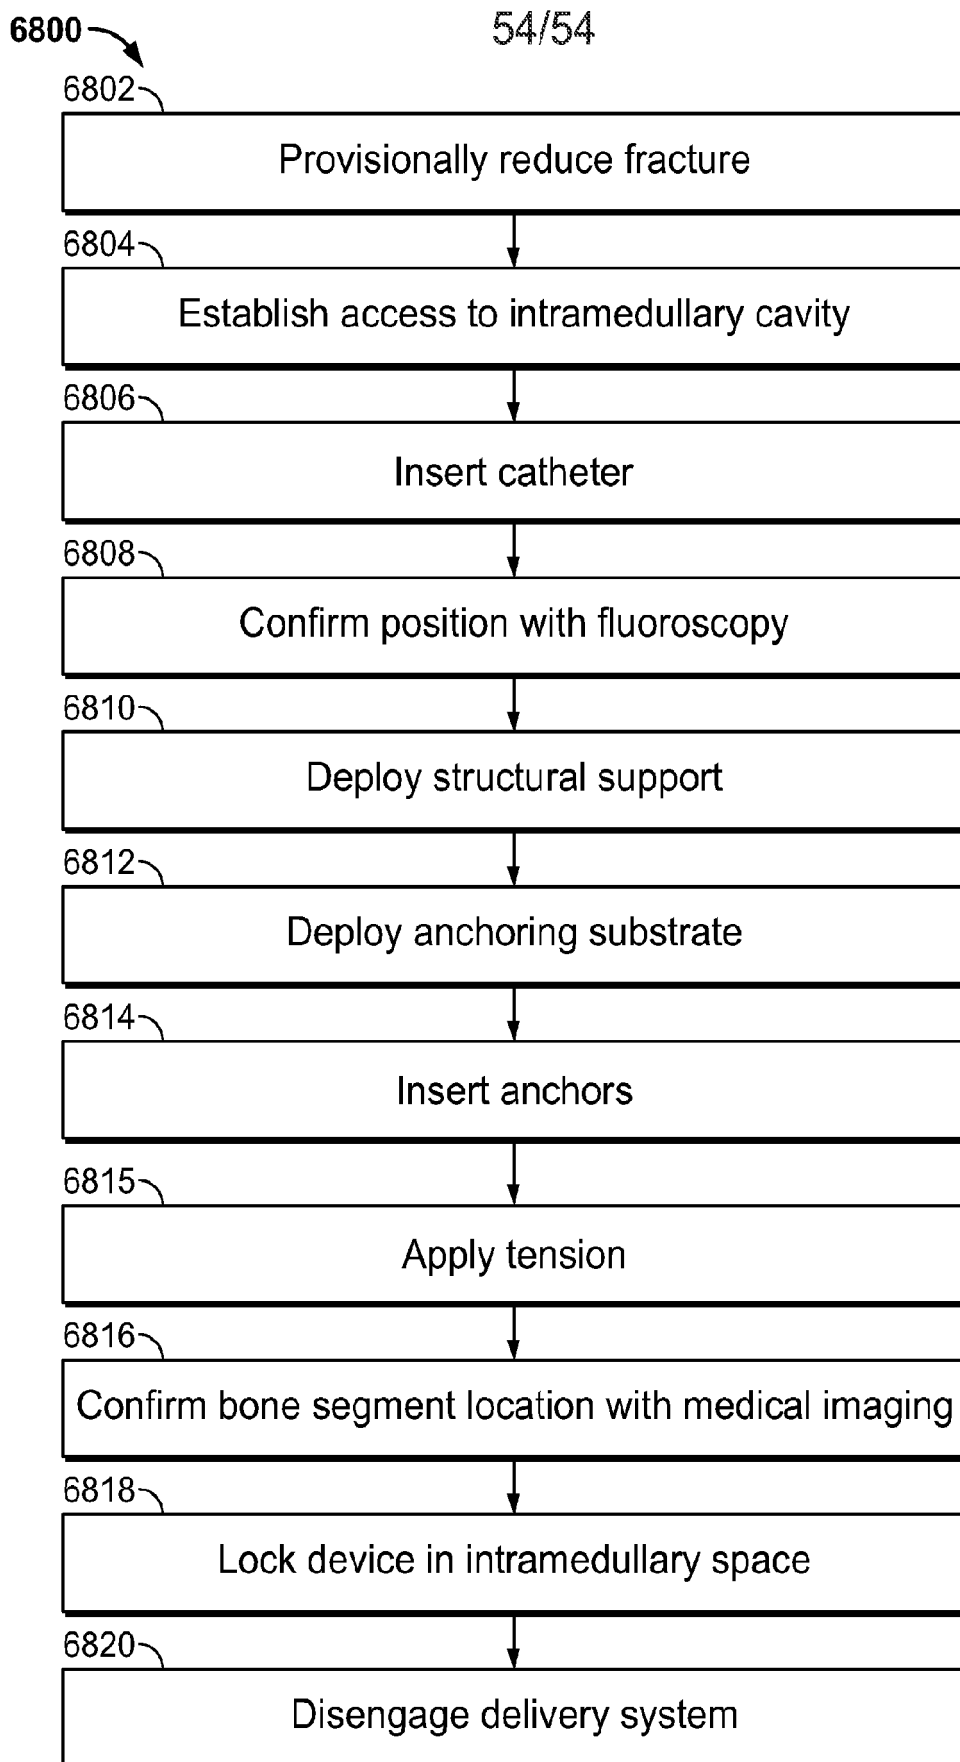 6800
54/54
6802
Provisionally reduce fracture
6804
Establish access to intramedullary cavity
6806
Insert catheter
6808
Confirm position with fluoroscopy
6810
Deploy structural support
6812
Deploy anchoring substrate
6814
Insert anchors
6815
Apply tension
6816
Confirm bone segment location with medical imaging
6818
Lock device in intramedullary space
6820
Disengage delivery system